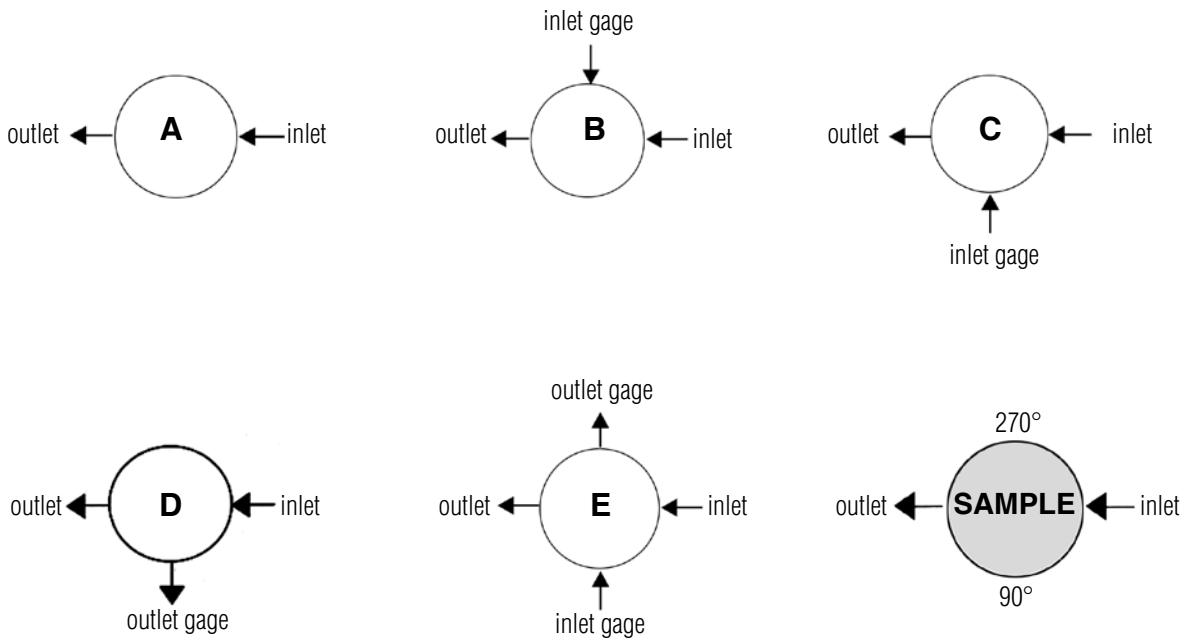 inlet gage
outlet A inlet
outlet B inlet
outlet C inlet
inlet gage
outlet gage
270°
outlet D inlet
outlet E inlet
outlet SAMPLE inlet
90°
outlet gage
inlet gage